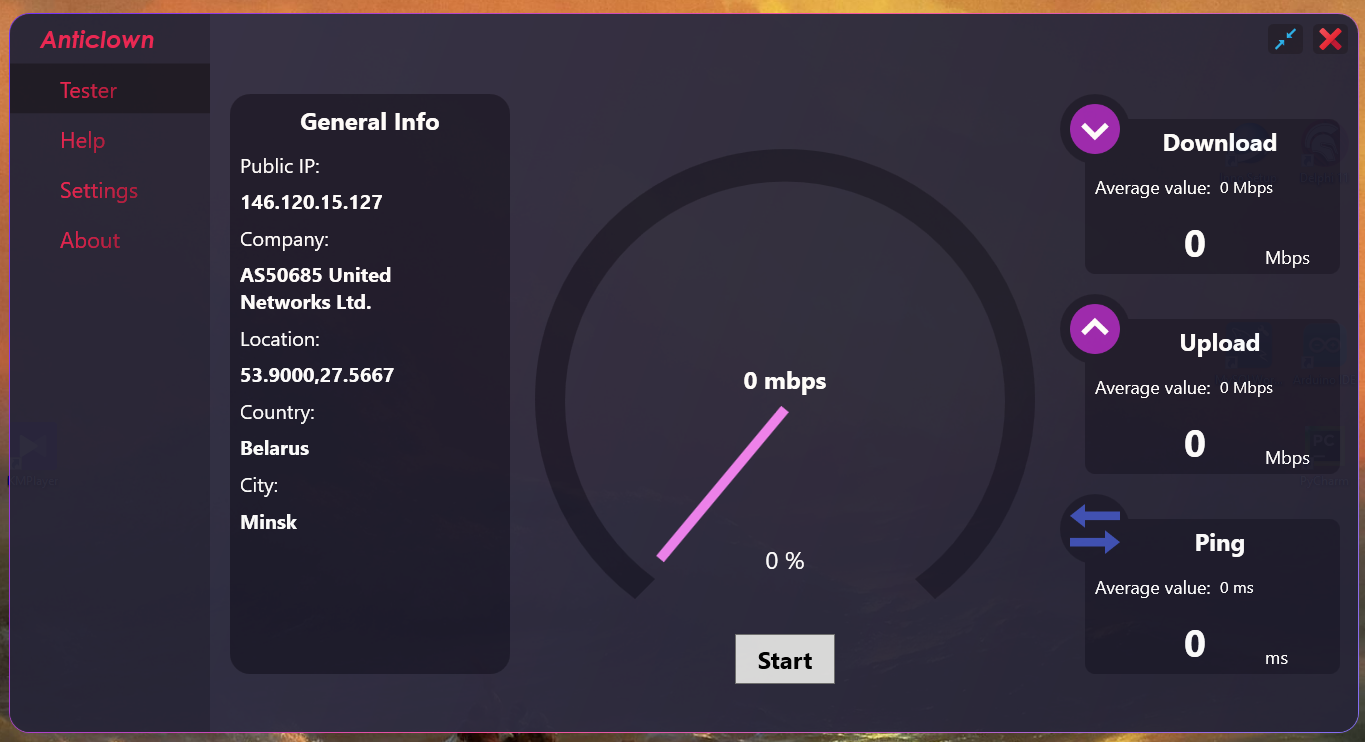 Anticlown
Tester
Help
Settings
About
General Info
Public IP:
146.120.15.127
Company:
AS50685 United
Networks Ltd.
Location:
53.9000,27.5667
Country:
Belarus
City:
Minsk
0 mbps
0 %
Start
Download
Average value: 0 Mbps
0 Mbps
Upload
Average value: 0 Mbps
0 Mbps
Ping
Average value: 0 ms
0 ms
PC